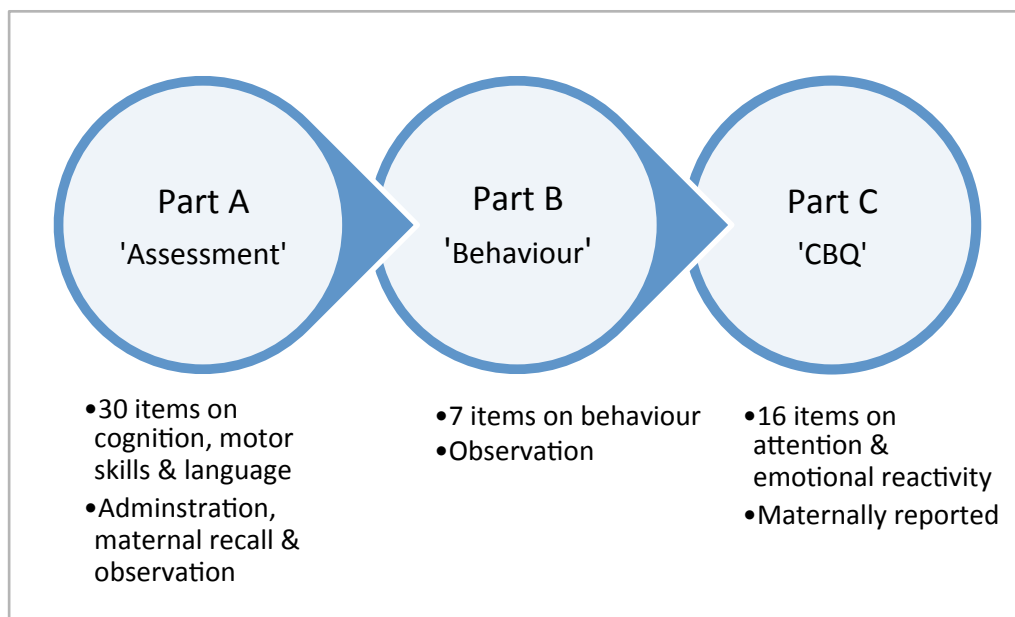 Part A
'Assessment'
Part B
'Behaviour'
Part C
'CBQ'
•30 items on
cognition, motor
skills & language
•Adminstration,
maternal recall &
observation
•7 items on behaviour
•Observation
•16 items on
attention &
emotional reactivity
•Maternally reported